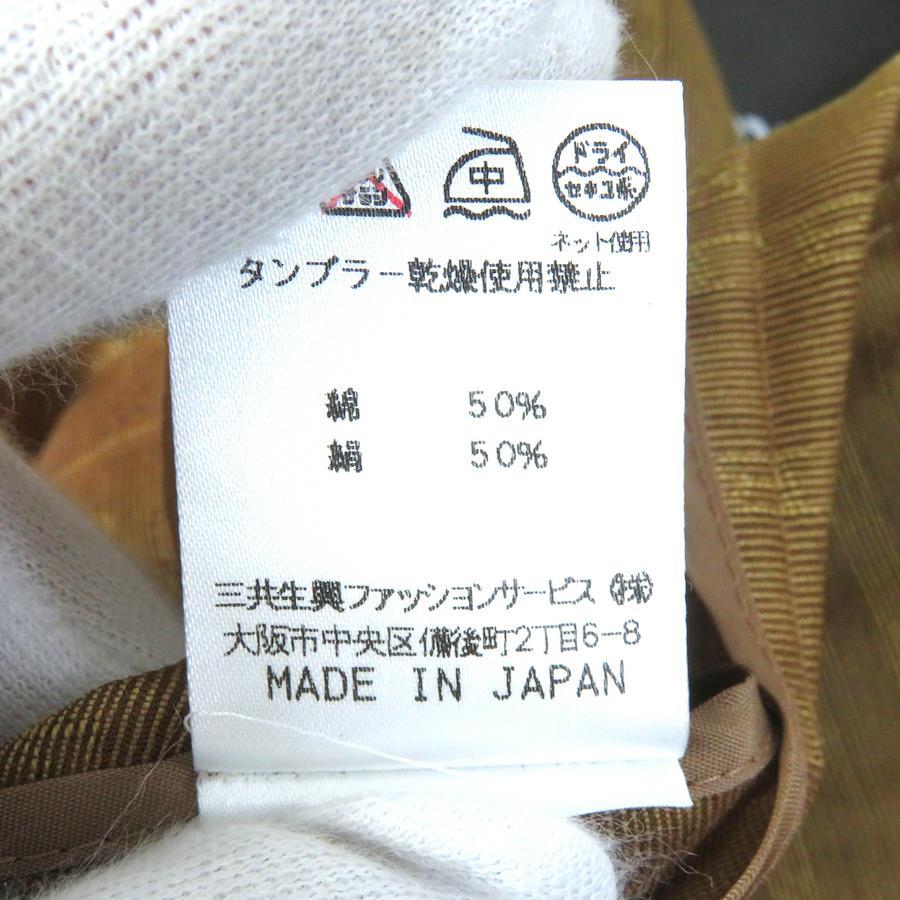 中
ドライ
セキユ系
ネット使用
タンブラー乾燥使用禁止
綿 50%
絹 50%
三共生興ファッションサービス(株)
大阪市中央区備後町2丁目6-8
MADE IN JAPAN